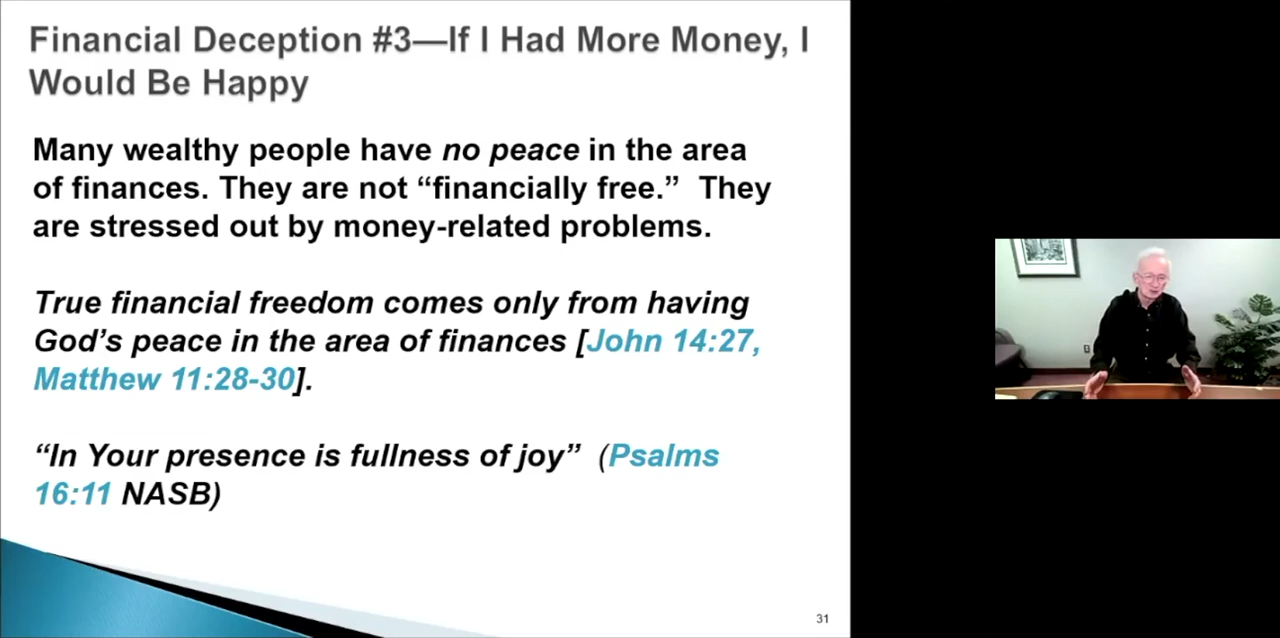 Financial Deception #3—If I Had More Money, I
Would Be Happy
Many wealthy people have no peace in the area
of finances. They are not “financially free.” They
are stressed out by money-related problems.
True financial freedom comes only from having
God’s peace in the area of finances [John 14:27,
Matthew 11:28-30].
“In Your presence is fullness of joy” (Psalms
16:11 NASB)
31